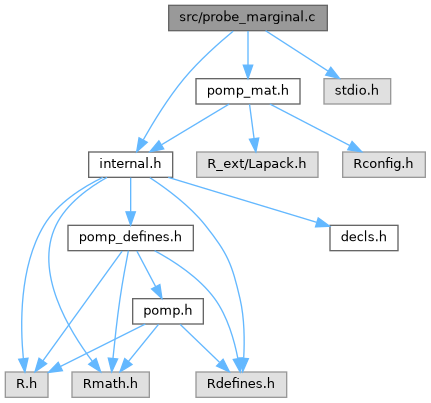 src/probe_marginal.c
pomp_mat.h
stdio.h
internal.h
R_ext/Lapack.h
Rconfig.h
pomp_defines.h
decls.h
pomp.h
R.h
Rmath.h
Rdefines.h